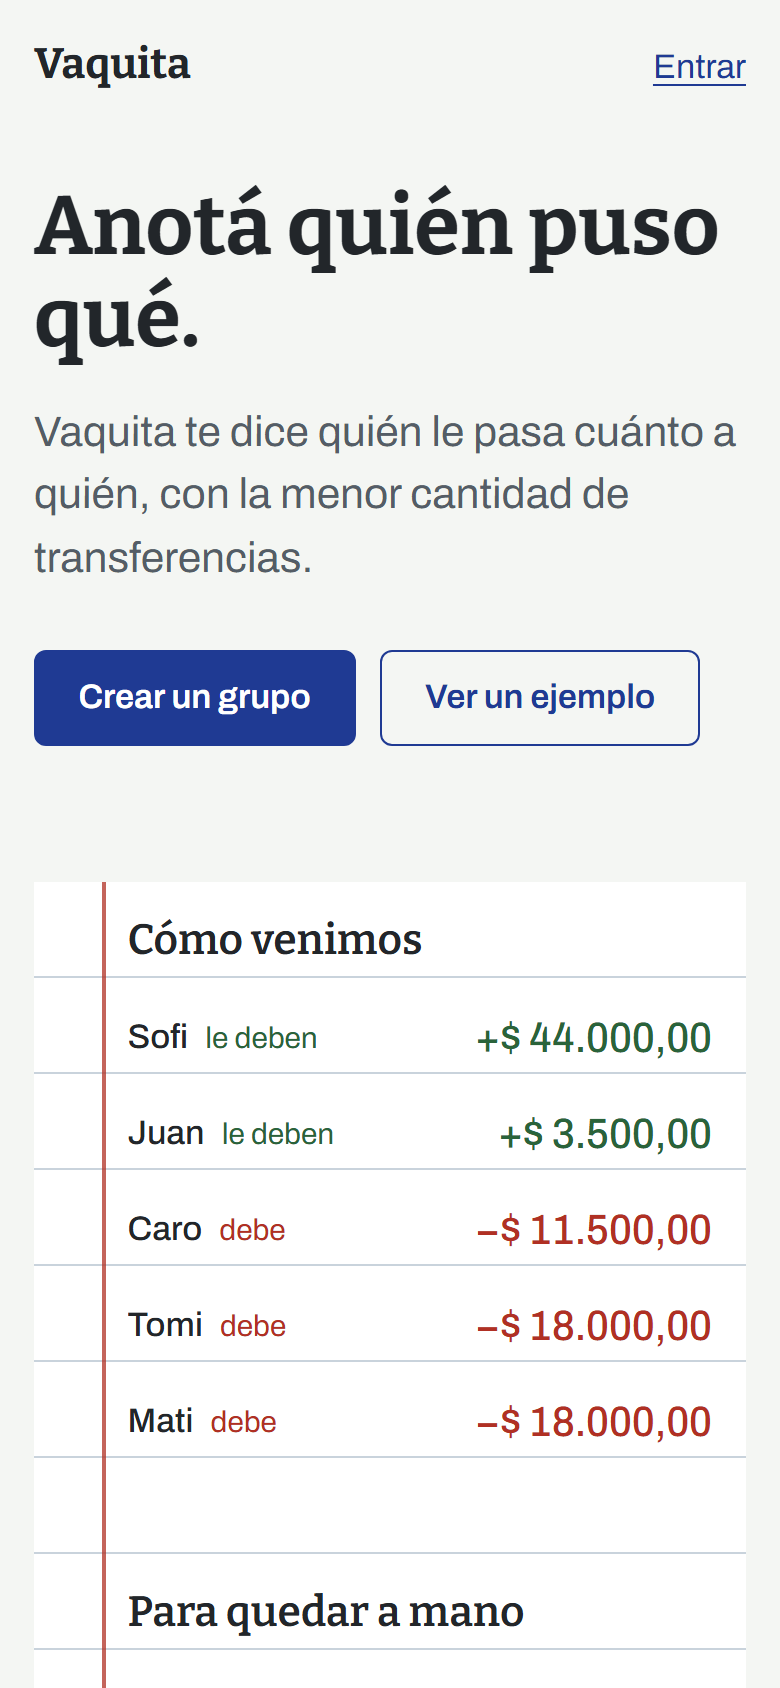 Vaquita
Entrar
Anotá quién puso
qué.
Vaquita te dice quién le pasa cuánto a
quién, con la menor cantidad de
transferencias.
Crear un grupo
Ver un ejemplo
Cómo venimos
Sofi le deben +$ 44.000,00
Juan le deben +$ 3.500,00
Caro debe −$ 11.500,00
Tomi debe −$ 18.000,00
Mati debe −$ 18.000,00
Para quedar a mano